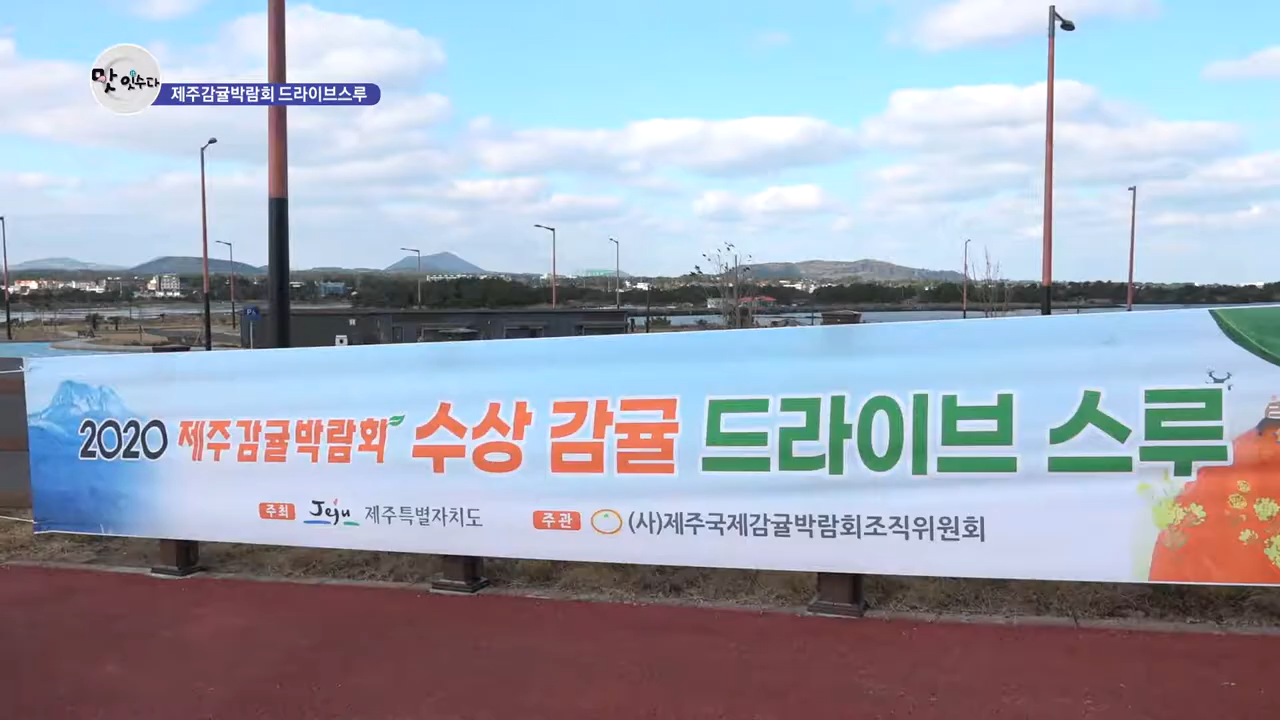 맛 잇수다
제주감귤박람회 드라이브스루
2020 제주감귤박람회 수상 감귤 드라이브 스루
주최 Jeju 제주특별자치도 주관 (사)제주국제감귤박람회조직위원회